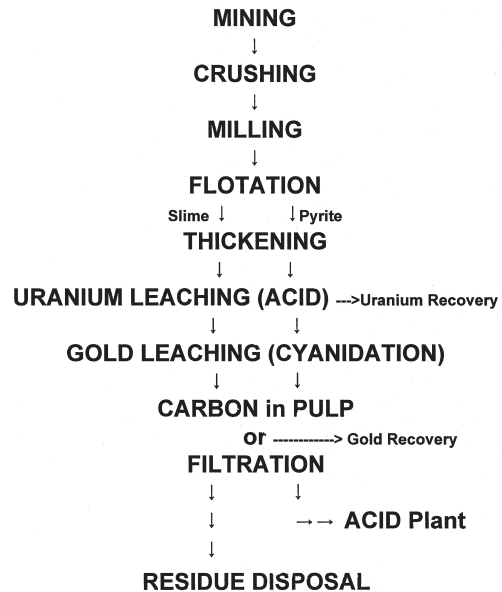 MINING
↓
CRUSHING
↓
MILLING
↓
FLOTATION
Slime ↓ ↓ Pyrite
THICKENING
↓ ↓
URANIUM LEACHING (ACID) --->Uranium Recovery
↓ ↓
GOLD LEACHING (CYANIDATION)
↓ ↓
CARBON in PULP
or ------------> Gold Recovery
FILTRATION
↓ ↓
↓ →→ ACID Plant
↓
RESIDUE DISPOSAL